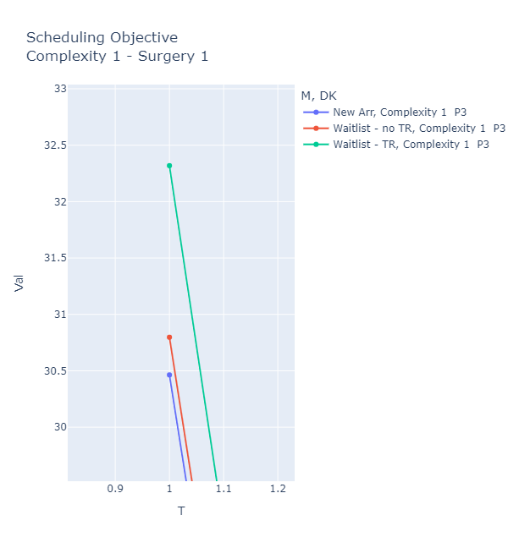 Scheduling Objective
Complexity 1 - Surgery 1
M, DK
New Arr, Complexity 1  P3
Waitlist - no TR, Complexity 1  P3
Waitlist - TR, Complexity 1  P3
33
32.5
32
31.5
31
30.5
30
Val
0.9
1
1.1
1.2
T